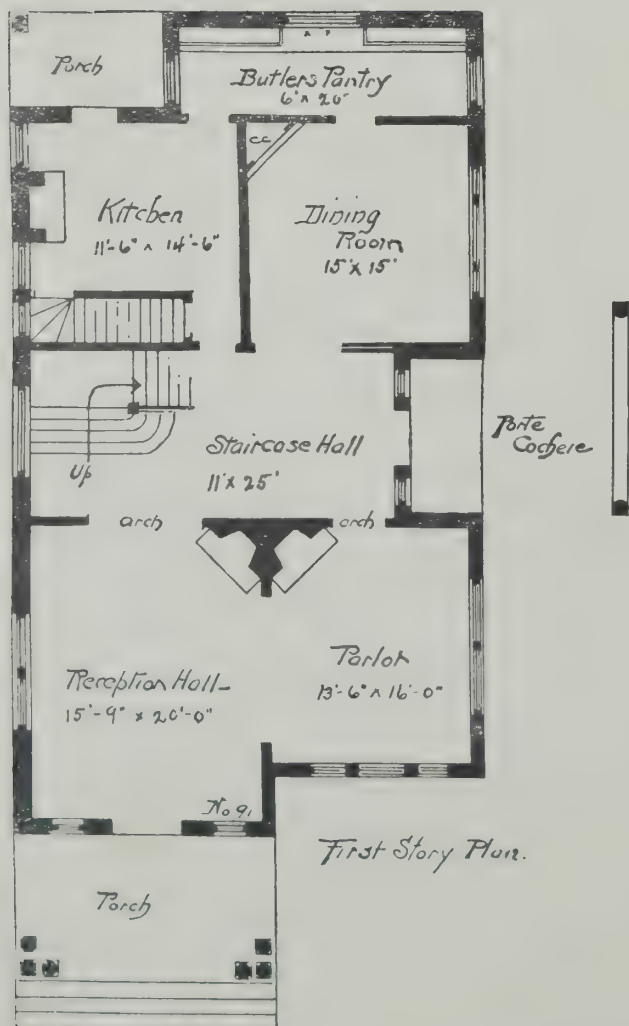 Porch
Butlers Pantry
6' x 20'
CC
Kitchen
11'-6" x 14'-6"
Dining
Room
15' x 15'
Porte
Cochere
Staircase Hall
11' x 25'
Up
arch
arch
Parlor
13'-6" x 16'-0"
Reception Hall
15'-9" x 20'-0"
No 91
First Story Plan.
Porch